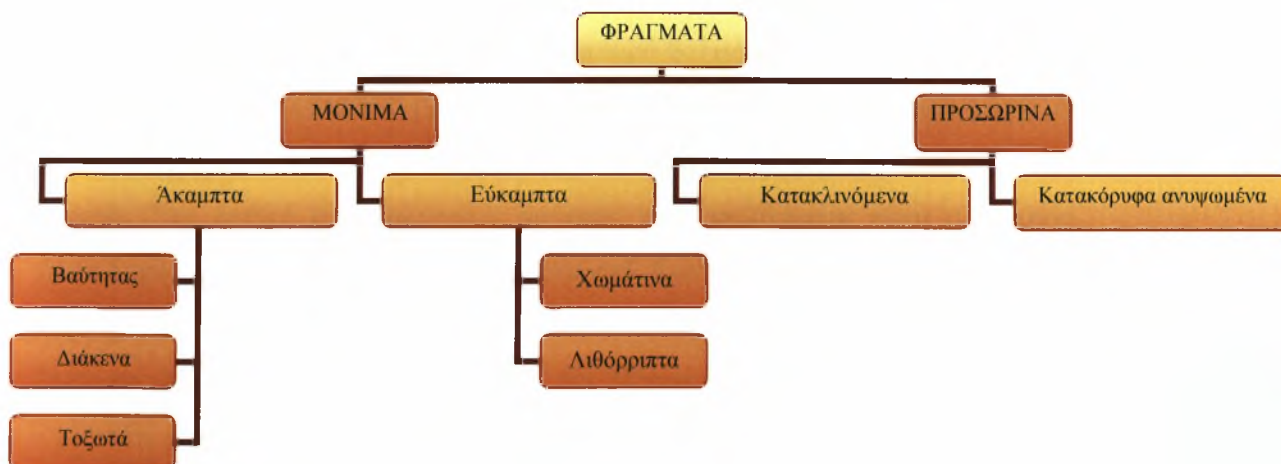 ΦΡΑΓΜΑΤΑ
ΜΟΝΙΜΑ
ΠΡΟΣΩΡΙΝΑ
Άκαμπτα
Εύκαμπτα
Κατακλινόμενα
Κατακόρυφα ανυψωμένα
Βαύτητας
Χωμάτινα
Διάκενα
Λιθόρριπτα
Τοξωτά